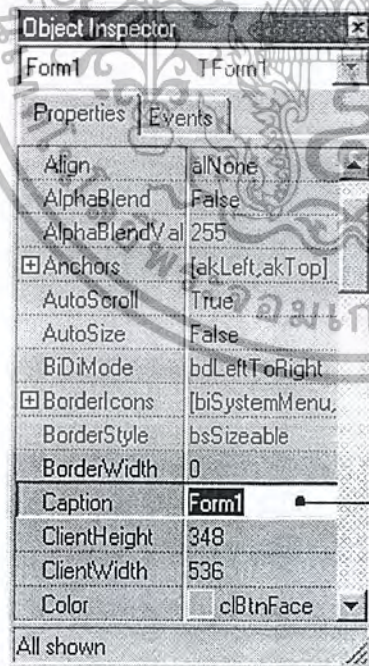 Object Inspector
Form1 TForm1
Properties Events
Align alNone
AlphaBlend False
AlphaBlendVal 255
Anchors [akLeft,akTop]
AutoScroll True
AutoSize False
BiDiMode bdLeftToRight
BorderIcons [biSystemMenu,
BorderStyle bsSizeable
BorderWidth 0
Caption Form1
ClientHeight 348
ClientWidth 536
Color clBtnFace
All shown